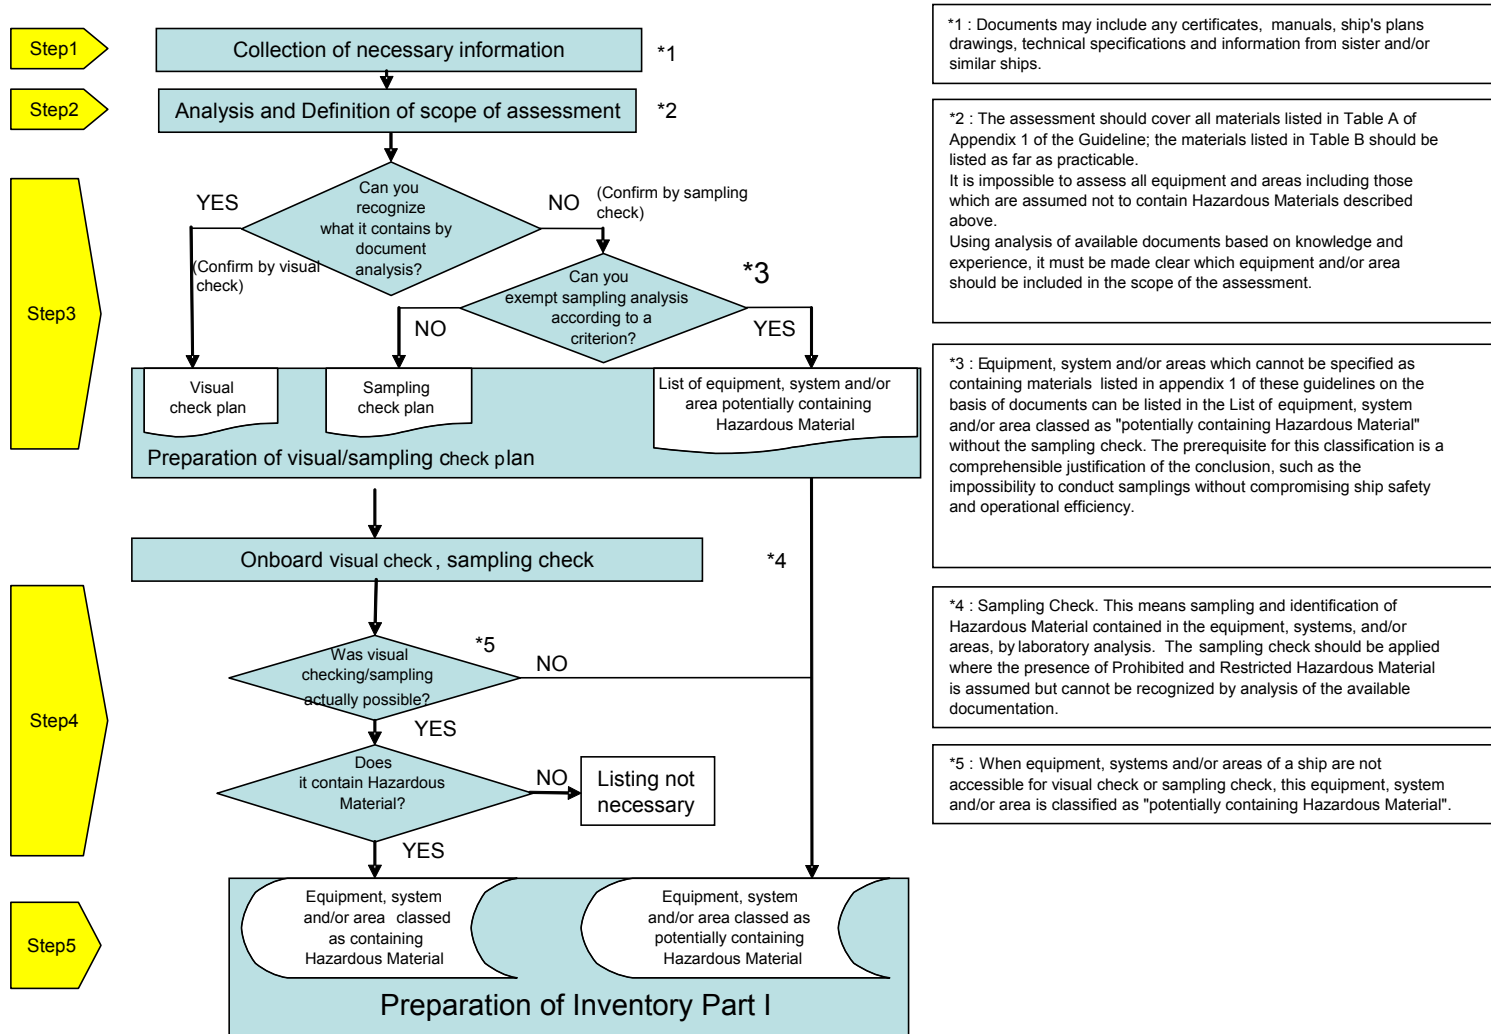 Step1
Collection of necessary information
*1
Step2
Analysis and Definition of scope of assessment
*2
Step3
Can you
recognize
what it contains by
document
analysis?
YES
NO
(Confirm by sampling
check)
(Confirm by visual
check)
*3
Can you
exempt sampling analysis
according to a
criterion?
NO
YES
Visual
check plan
Sampling
check plan
List of equipment, system and/or
area potentially containing
Hazardous Material
Preparation of visual/sampling check plan
Onboard visual check, sampling check
*4
Step4
Was visual
checking/sampling
actually possible?
*5
NO
YES
Does
it contain Hazardous
Material?
NO
Listing not
necessary
YES
Step5
Equipment, system
and/or area classed
as containing
Hazardous Material
Equipment, system
and/or area classed as
potentially containing
Hazardous Material
Preparation of Inventory Part I
*1 : Documents may include any certificates, manuals, ship's plans
drawings, technical specifications and information from sister and/or
similar ships.
*2 : The assessment should cover all materials listed in Table A of
Appendix 1 of the Guideline; the materials listed in Table B should be
listed as far as practicable.
It is impossible to assess all equipment and areas including those
which are assumed not to contain Hazardous Materials described
above.
Using analysis of available documents based on knowledge and
experience, it must be made clear which equipment and/or area
should be included in the scope of the assessment.
*3 : Equipment, system and/or areas which cannot be specified as
containing materials listed in appendix 1 of these guidelines on the
basis of documents can be listed in the List of equipment, system
and/or area classed as "potentially containing Hazardous Material"
without the sampling check. The prerequisite for this classification is a
comprehensible justification of the conclusion, such as the
impossibility to conduct samplings without compromising ship safety
and operational efficiency.
*4 : Sampling Check. This means sampling and identification of
Hazardous Material contained in the equipment, systems, and/or
areas, by laboratory analysis. The sampling check should be applied
where the presence of Prohibited and Restricted Hazardous Material
is assumed but cannot be recognized by analysis of the available
documentation.
*5 : When equipment, systems and/or areas of a ship are not
accessible for visual check or sampling check, this equipment, system
and/or area is classified as "potentially containing Hazardous Material".